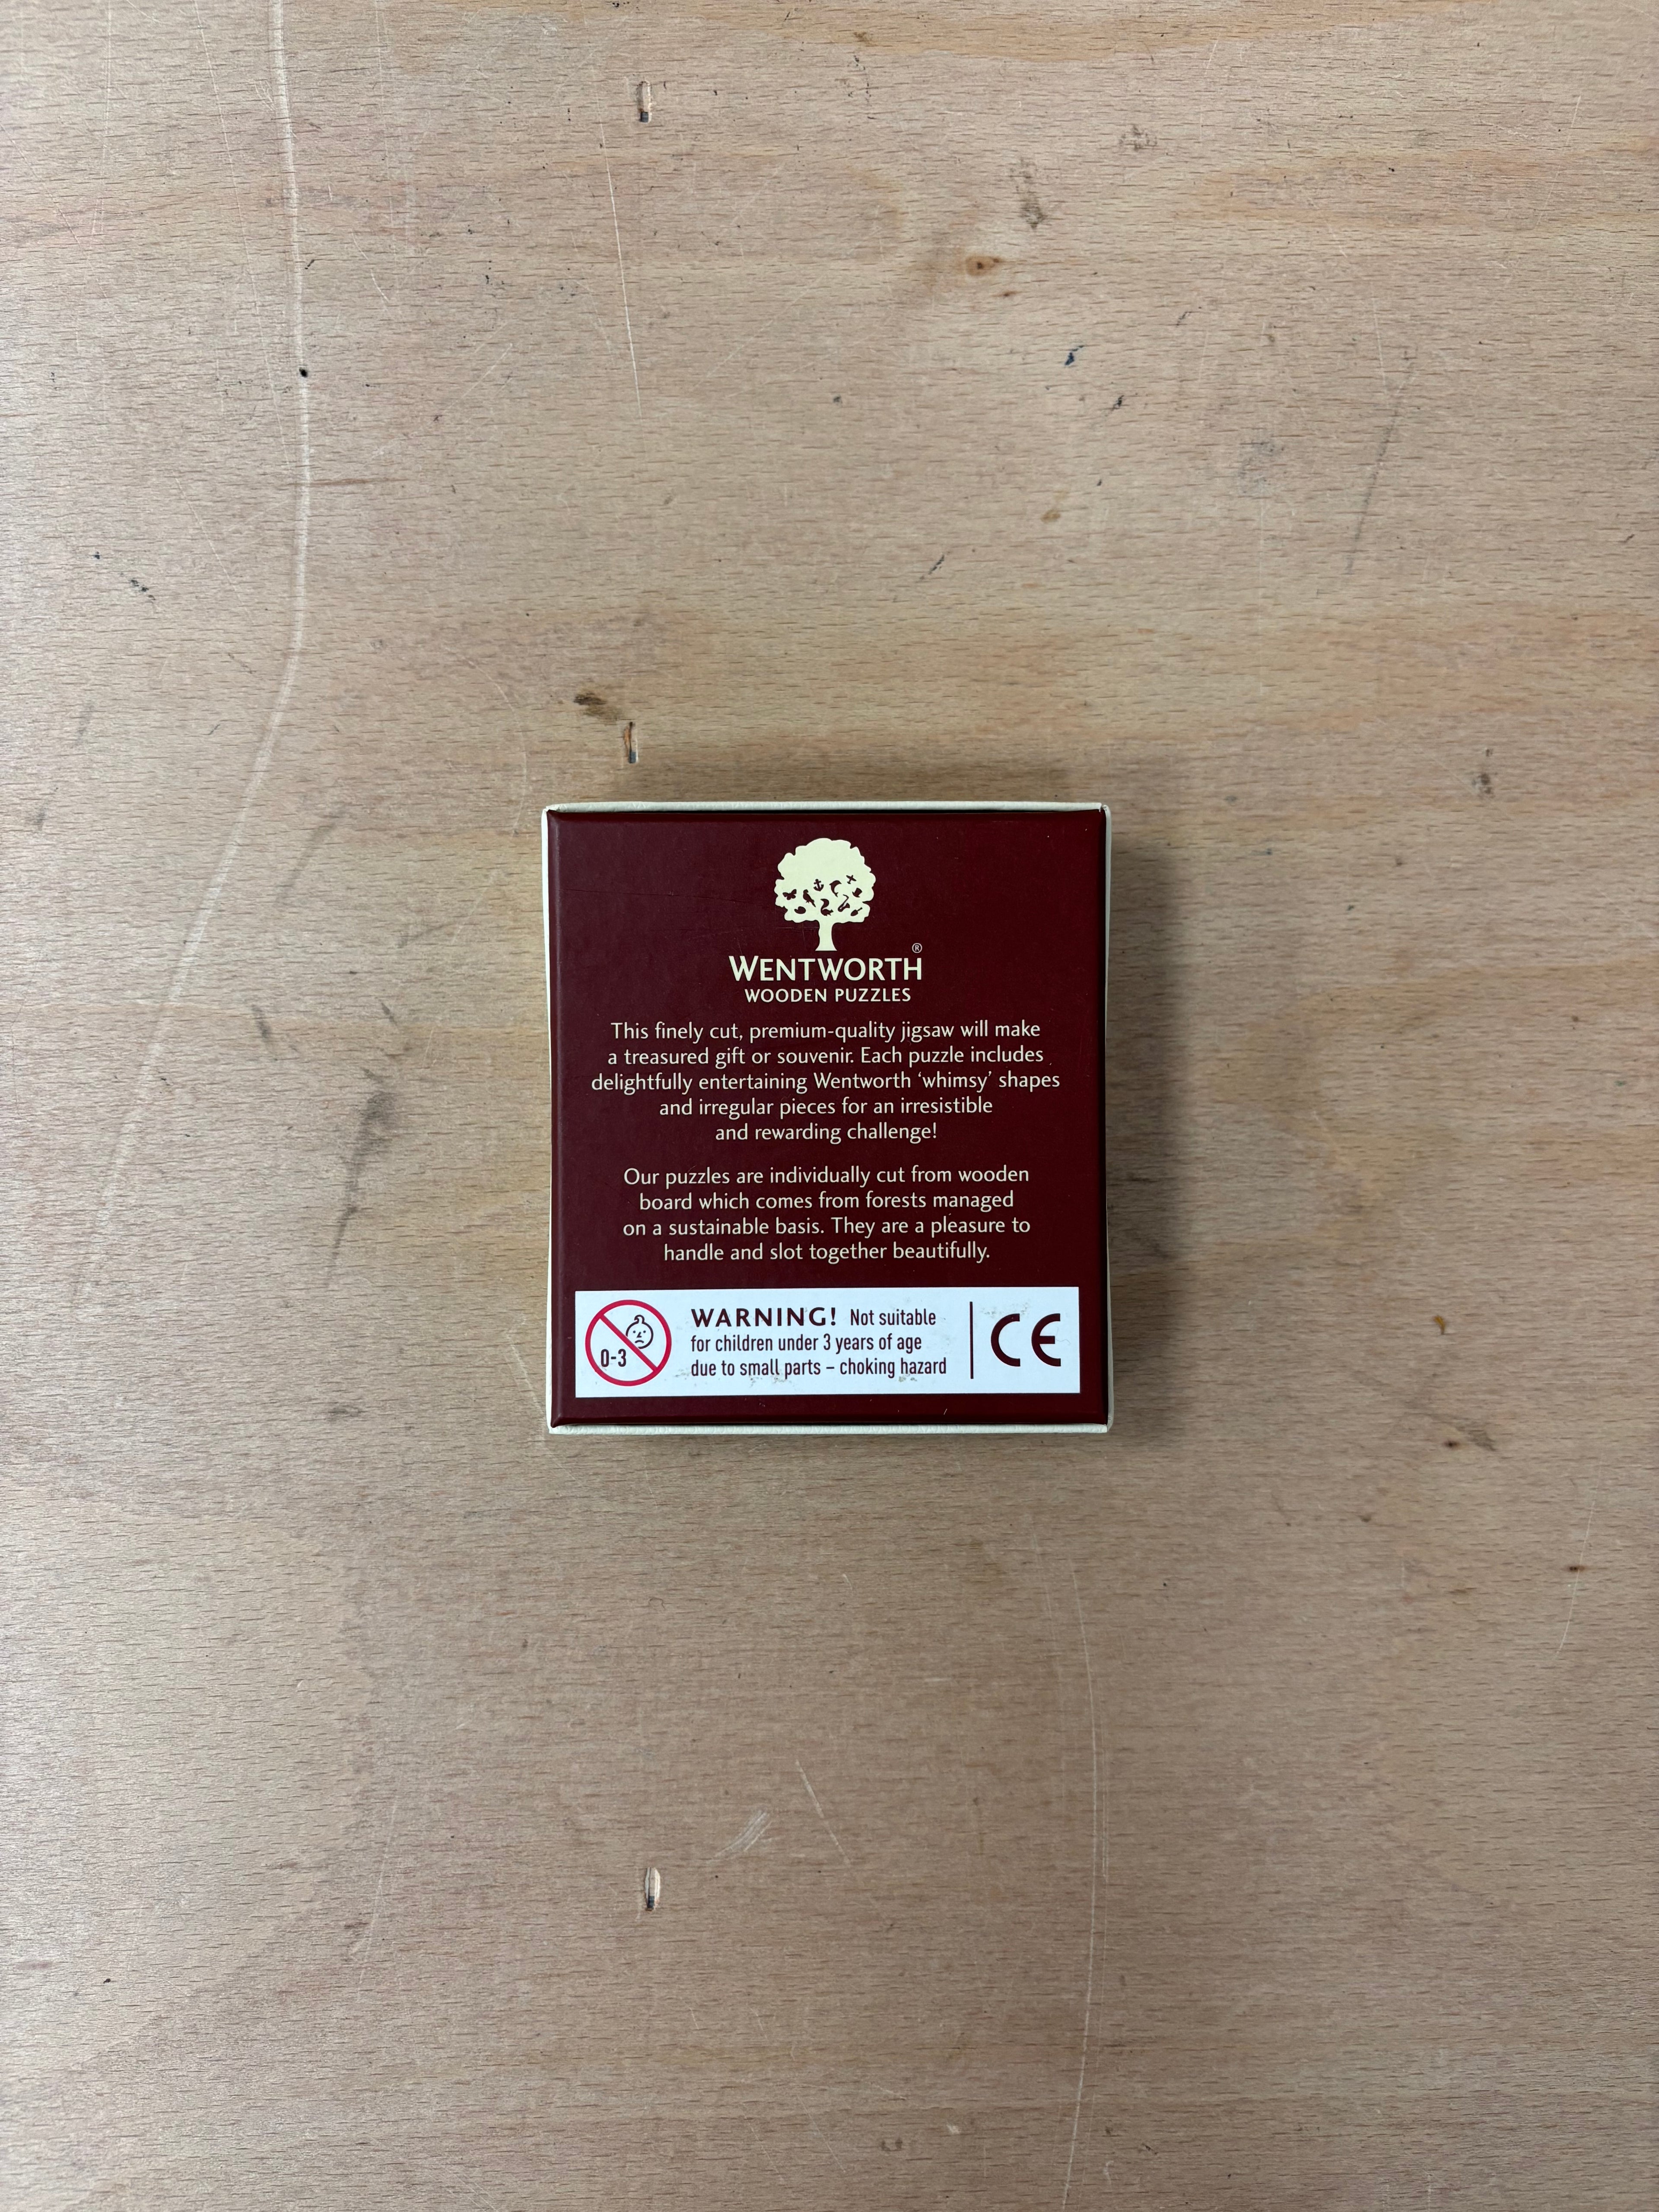 ®
WENTWORTH
WOODEN PUZZLES
This finely cut, premium-quality jigsaw will make
a treasured gift or souvenir. Each puzzle includes
delightfully entertaining Wentworth ‘whimsy’ shapes
and irregular pieces for an irresistible
and rewarding challenge!
Our puzzles are individually cut from wooden
board which comes from forests managed
on a sustainable basis. They are a pleasure to
handle and slot together beautifully.
0-3
WARNING! Not suitable
for children under 3 years of age
due to small parts – choking hazard
CE